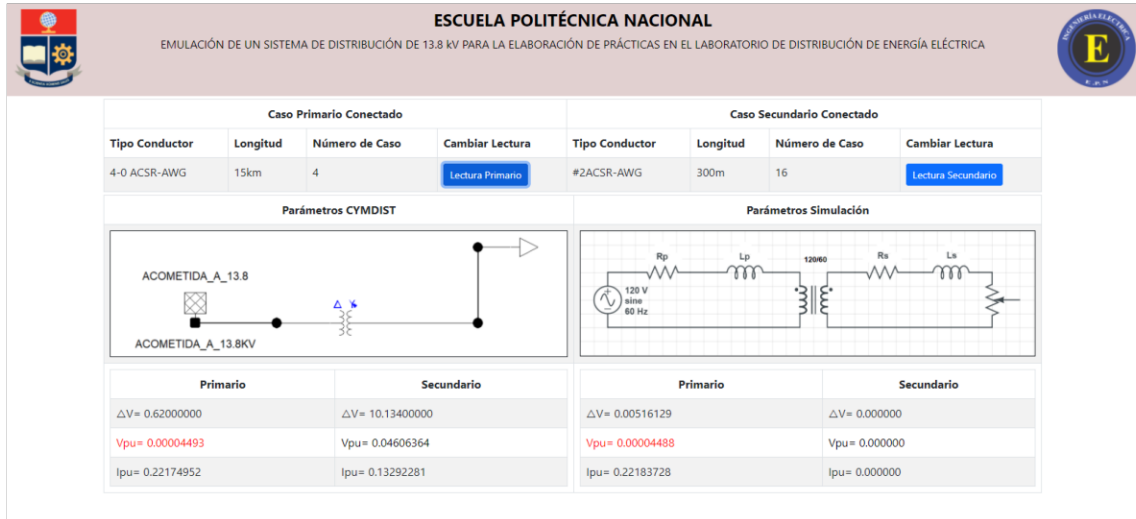 ESCUELA POLITÉCNICA NACIONAL
EMULACIÓN DE UN SISTEMA DE DISTRIBUCIÓN DE 13.8 kV PARA LA ELABORACIÓN DE PRÁCTICAS EN EL LABORATORIO DE DISTRIBUCIÓN DE ENERGÍA ELÉCTRICA
INGENIERÍA ELÉCTRICA
E
E.P.N
Caso Primario Conectado Caso Secundario Conectado
Tipo Conductor Longitud Número de Caso Cambiar Lectura Tipo Conductor Longitud Número de Caso Cambiar Lectura
4-0 ACSR-AWG 15km 4 Lectura Primario #2ACSR-AWG 300m 16 Lectura Secundario
Parámetros CYMDIST Parámetros Simulación
ACOMETIDA_A_13.8
ACOMETIDA_A_13.8KV
Rp Lp 120/60 Rs Ls
120 V
sine
60 Hz
Primario Secundario Primario Secundario
△V= 0.62000000 △V= 10.13400000 △V= 0.00516129 △V= 0.000000
Vpu= 0.00004493 Vpu= 0.04606364 Vpu= 0.00004488 Vpu= 0.000000
Ipu= 0.22174952 Ipu= 0.13292281 Ipu= 0.22183728 Ipu= 0.000000